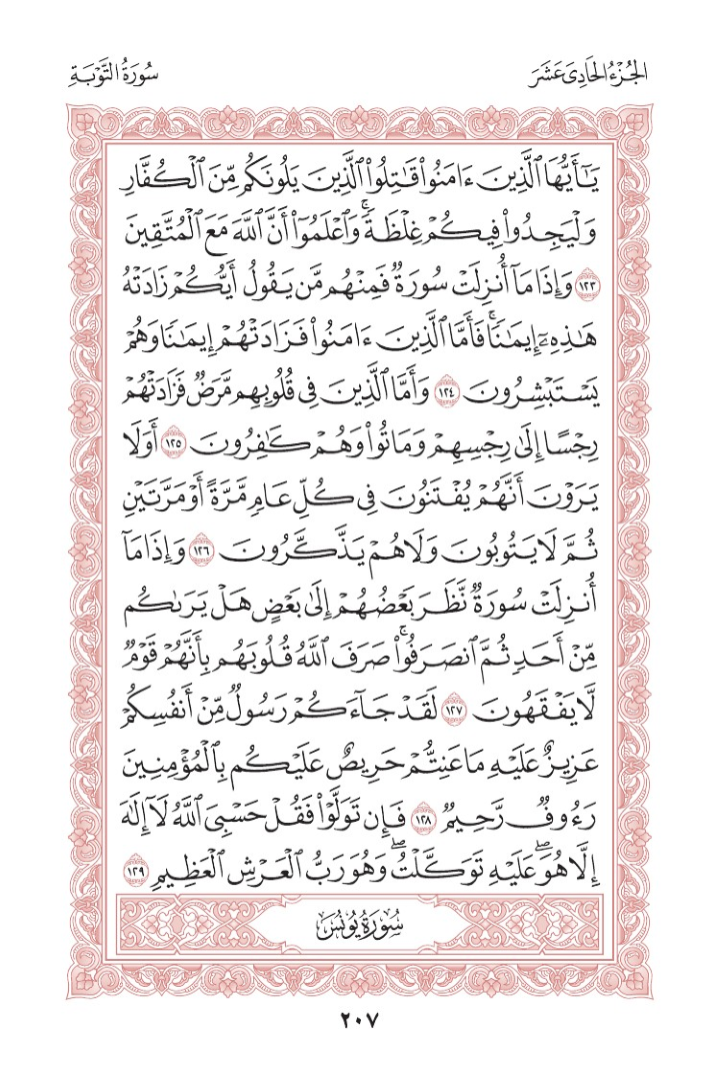 الجُزْءُ الحَادِى عَشَرَ
سُورَةُ التَّوْبَةِ
يَٰٓأَيُّهَا ٱلَّذِينَ ءَامَنُواْ قَٰتِلُواْ ٱلَّذِينَ يَلُونَكُم مِّنَ ٱلْكُفَّارِ
وَلْيَجِدُواْ فِيكُمْ غِلْظَةًۚ وَٱعْلَمُوٓاْ أَنَّ ٱللَّهَ مَعَ ٱلْمُتَّقِينَ
١٢٣ وَإِذَا مَآ أُنزِلَتْ سُورَةٌ فَمِنْهُم مَّن يَقُولُ أَيُّكُمْ زَادَتْهُ
هَٰذِهِۦٓ إِيمَٰنًاۚ فَأَمَّا ٱلَّذِينَ ءَامَنُواْ فَزَادَتْهُمْ إِيمَٰنًا وَهُمْ
يَسْتَبْشِرُونَ ١٢٤ وَأَمَّا ٱلَّذِينَ فِى قُلُوبِهِم مَّرَضٌ فَزَادَتْهُمْ
رِجْسًا إِلَىٰ رِجْسِهِمْ وَمَاتُواْ وَهُمْ كَٰفِرُونَ ١٢٥ أَوَلَا
يَرَوْنَ أَنَّهُمْ يُفْتَنُونَ فِى كُلِّ عَامٍ مَّرَّةً أَوْ مَرَّتَيْنِ
ثُمَّ لَا يَتُوبُونَ وَلَا هُمْ يَذَّكَّرُونَ ١٢٦ وَإِذَا مَآ
أُنزِلَتْ سُورَةٌ نَّظَرَ بَعْضُهُمْ إِلَىٰ بَعْضٍ هَلْ يَرَىٰكُم
مِّنْ أَحَدٍ ثُمَّ ٱنصَرَفُواْۚ صَرَفَ ٱللَّهُ قُلُوبَهُم بِأَنَّهُمْ قَوْمٌ
لَّا يَفْقَهُونَ ١٢٧ لَقَدْ جَآءَكُمْ رَسُولٌ مِّنْ أَنفُسِكُمْ
عَزِيزٌ عَلَيْهِ مَا عَنِتُّمْ حَرِيصٌ عَلَيْكُم بِٱلْمُؤْمِنِينَ
رَءُوفٌ رَّحِيمٌ ١٢٨ فَإِن تَوَلَّوْاْ فَقُلْ حَسْبِىَ ٱللَّهُ لَآ إِلَٰهَ
إِلَّا هُوَۖ عَلَيْهِ تَوَكَّلْتُۖ وَهُوَ رَبُّ ٱلْعَرْشِ ٱلْعَظِيمِ ١٢٩
سُورَةُ يُونُسَ
٢٠٧